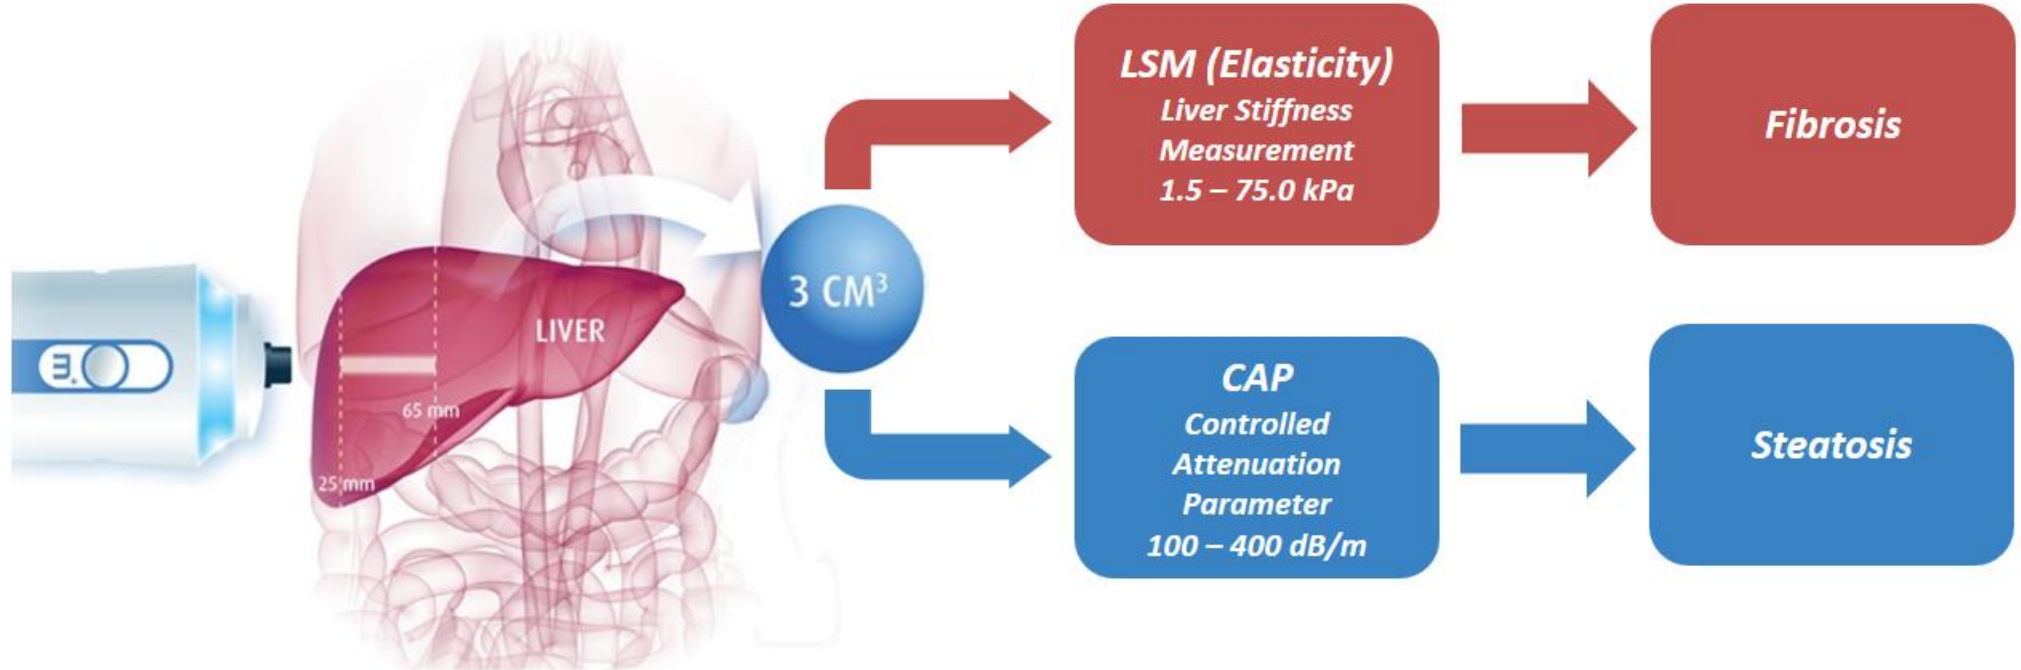 LSM (Elasticity)
Liver Stiffness
Measurement
1.5 – 75.0 kPa
Fibrosis
3 CM³
LIVER
m+
65 mm
25 mm
CAP
Controlled
Attenuation
Parameter
100 – 400 dB/m
Steatosis